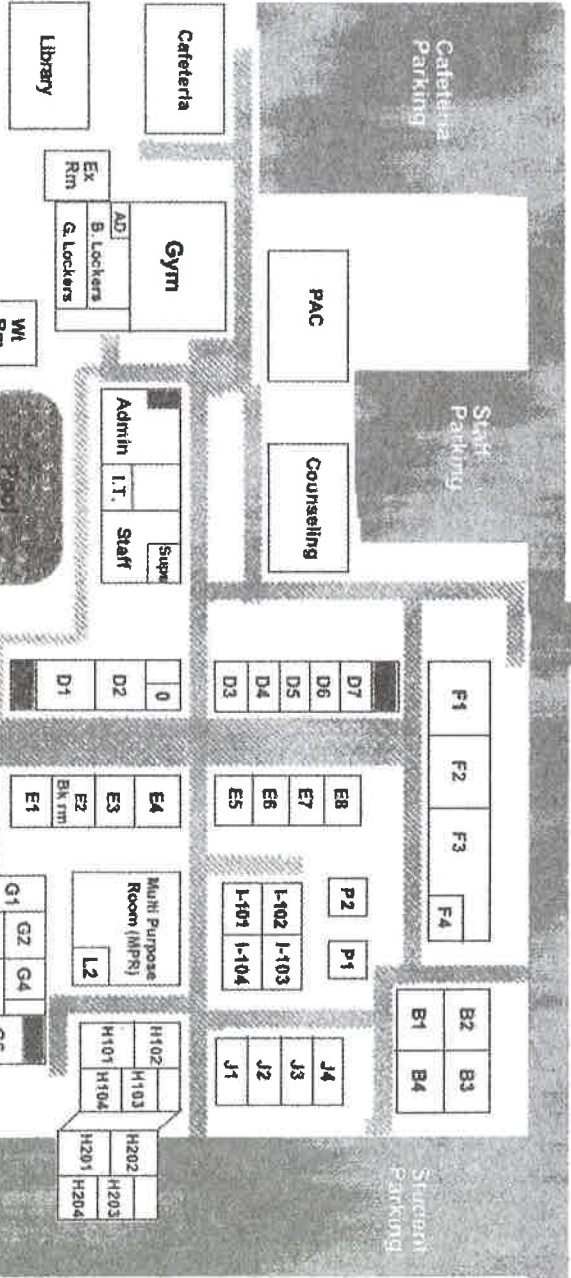 Cafeteria
Parking
Staff
Parking
Student
Parking
Library
Cafeteria
Ex
Rm
AD
B. Lockers
G. Lockers
Gym
PAC
Wt
Rm
Pool
Admin
I.T.
Staff
Supt
Counseling
D1
D2
0
D3
D4
D5
D6
D7
F1
F2
F3
F4
E1
E2
Bk rm
E3
E4
E5
E6
E7
E8
Multi Purpose
Room (MPR)
L2
I-101
I-102
I-104
I-103
P2
P1
G1
G2
G4
B1
B2
B4
B3
J1
J2
J3
J4
H101
H102
H104
H103
H201
H202
H204
H203